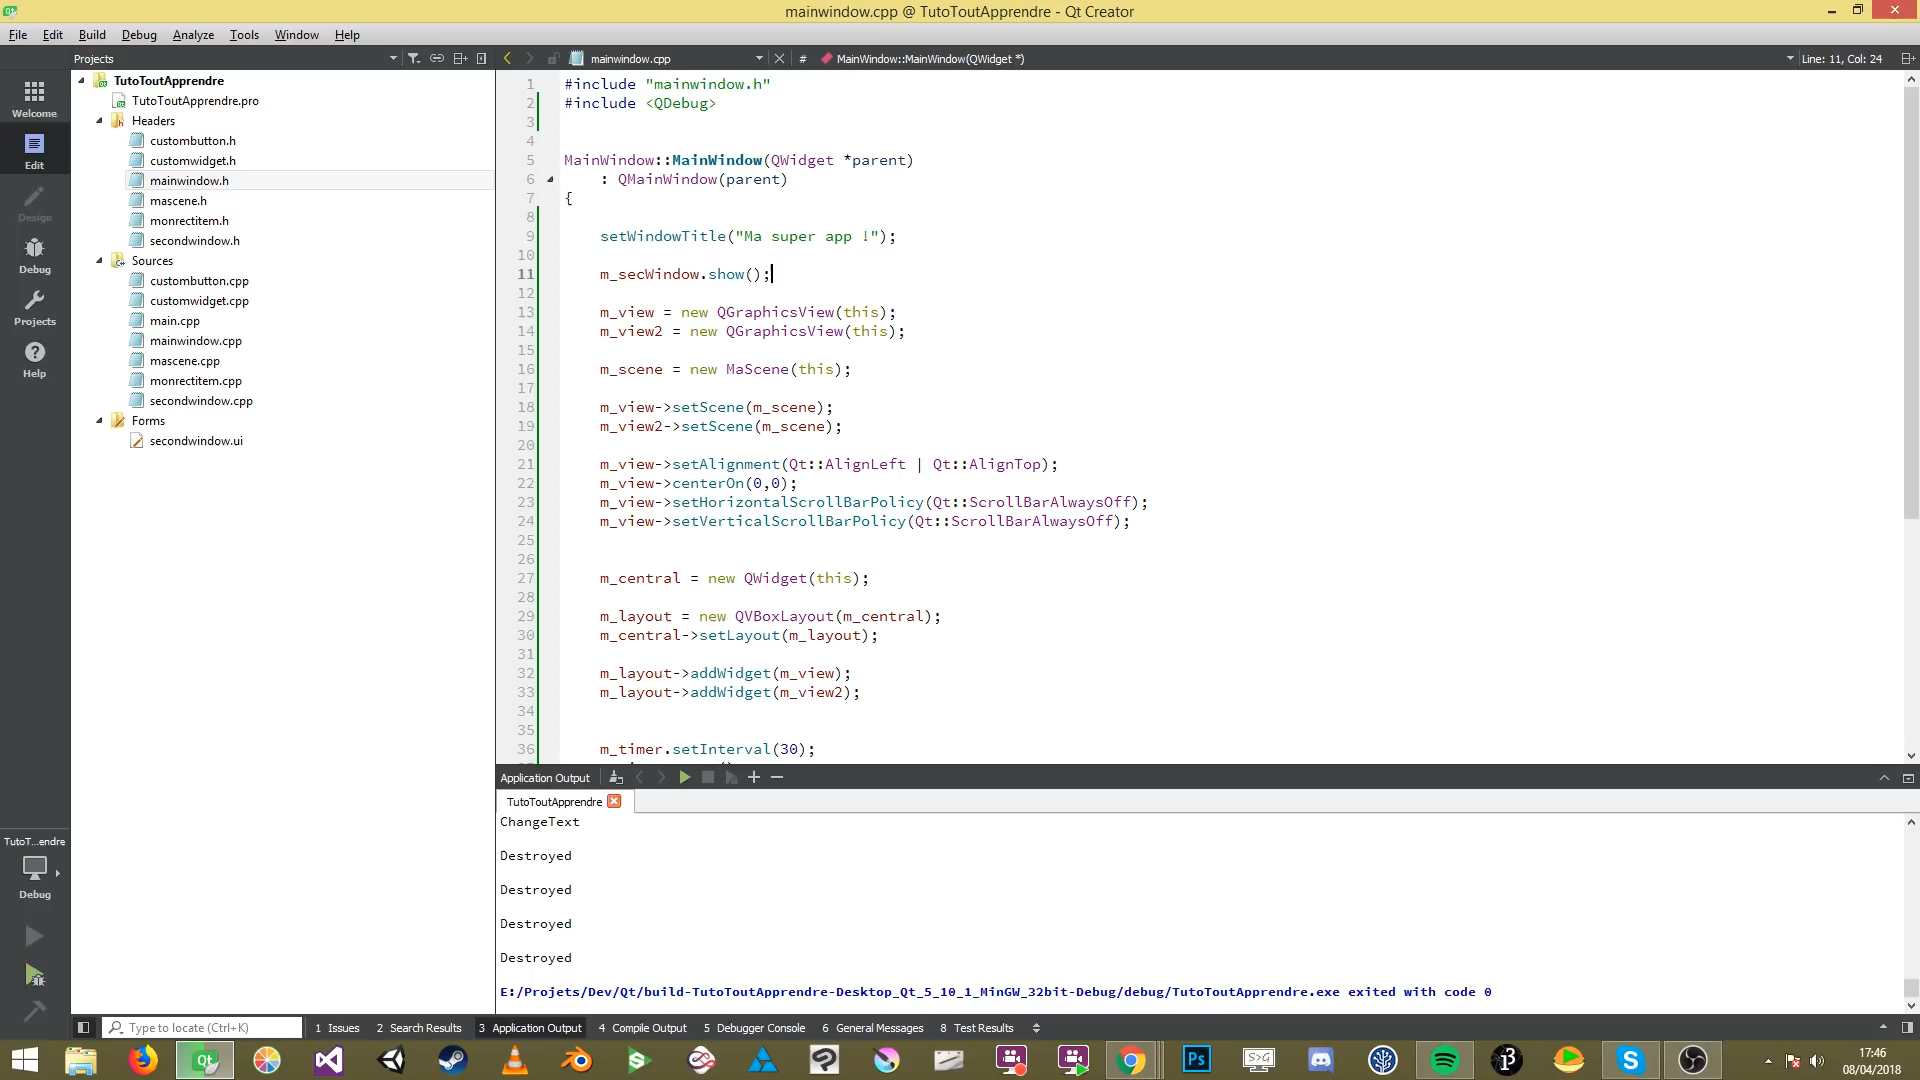 mainwindow.cpp @ TutoToutApprendre - Qt Creator
File Edit Build Debug Analyze Tools Window Help
Projects
mainwindow.cpp
# MainWindow::MainWindow(QWidget *)
Line: 11, Col: 24
Welcome
Edit
Design
Debug
Projects
Help
TutoToutApprendre
TutoToutApprendre.pro
Headers
custombutton.h
customwidget.h
mainwindow.h
mascene.h
monrectitem.h
secondwindow.h
Sources
custombutton.cpp
customwidget.cpp
main.cpp
mainwindow.cpp
mascene.cpp
monrectitem.cpp
secondwindow.cpp
Forms
secondwindow.ui
1 #include "mainwindow.h"
2 #include <QDebug>
3
4
5 MainWindow::MainWindow(QWidget *parent)
6 : QMainWindow(parent)
7 {
8
9 setWindowTitle("Ma super app !");
10
11 m_secWindow.show();
12
13 m_view = new QGraphicsView(this);
14 m_view2 = new QGraphicsView(this);
15
16 m_scene = new MaScene(this);
17
18 m_view->setScene(m_scene);
19 m_view2->setScene(m_scene);
20
21 m_view->setAlignment(Qt::AlignLeft | Qt::AlignTop);
22 m_view->centerOn(0,0);
23 m_view->setHorizontalScrollBarPolicy(Qt::ScrollBarAlwaysOff);
24 m_view->setVerticalScrollBarPolicy(Qt::ScrollBarAlwaysOff);
25
26
27 m_central = new QWidget(this);
28
29 m_layout = new QVBoxLayout(m_central);
30 m_central->setLayout(m_layout);
31
32 m_layout->addWidget(m_view);
33 m_layout->addWidget(m_view2);
34
35
36 m_timer.setInterval(30);
Application Output
TutoToutApprendre
ChangeText
Destroyed
Destroyed
Destroyed
Destroyed
E:/Projets/Dev/Qt/build-TutoToutApprendre-Desktop_Qt_5_10_1_MinGW_32bit-Debug/debug/TutoToutApprendre.exe exited with code 0
TutoT...endre
Debug
Type to locate (Ctrl+K)
1 Issues 2 Search Results 3 Application Output 4 Compile Output 5 Debugger Console 6 General Messages 8 Test Results
17:46
08/04/2018